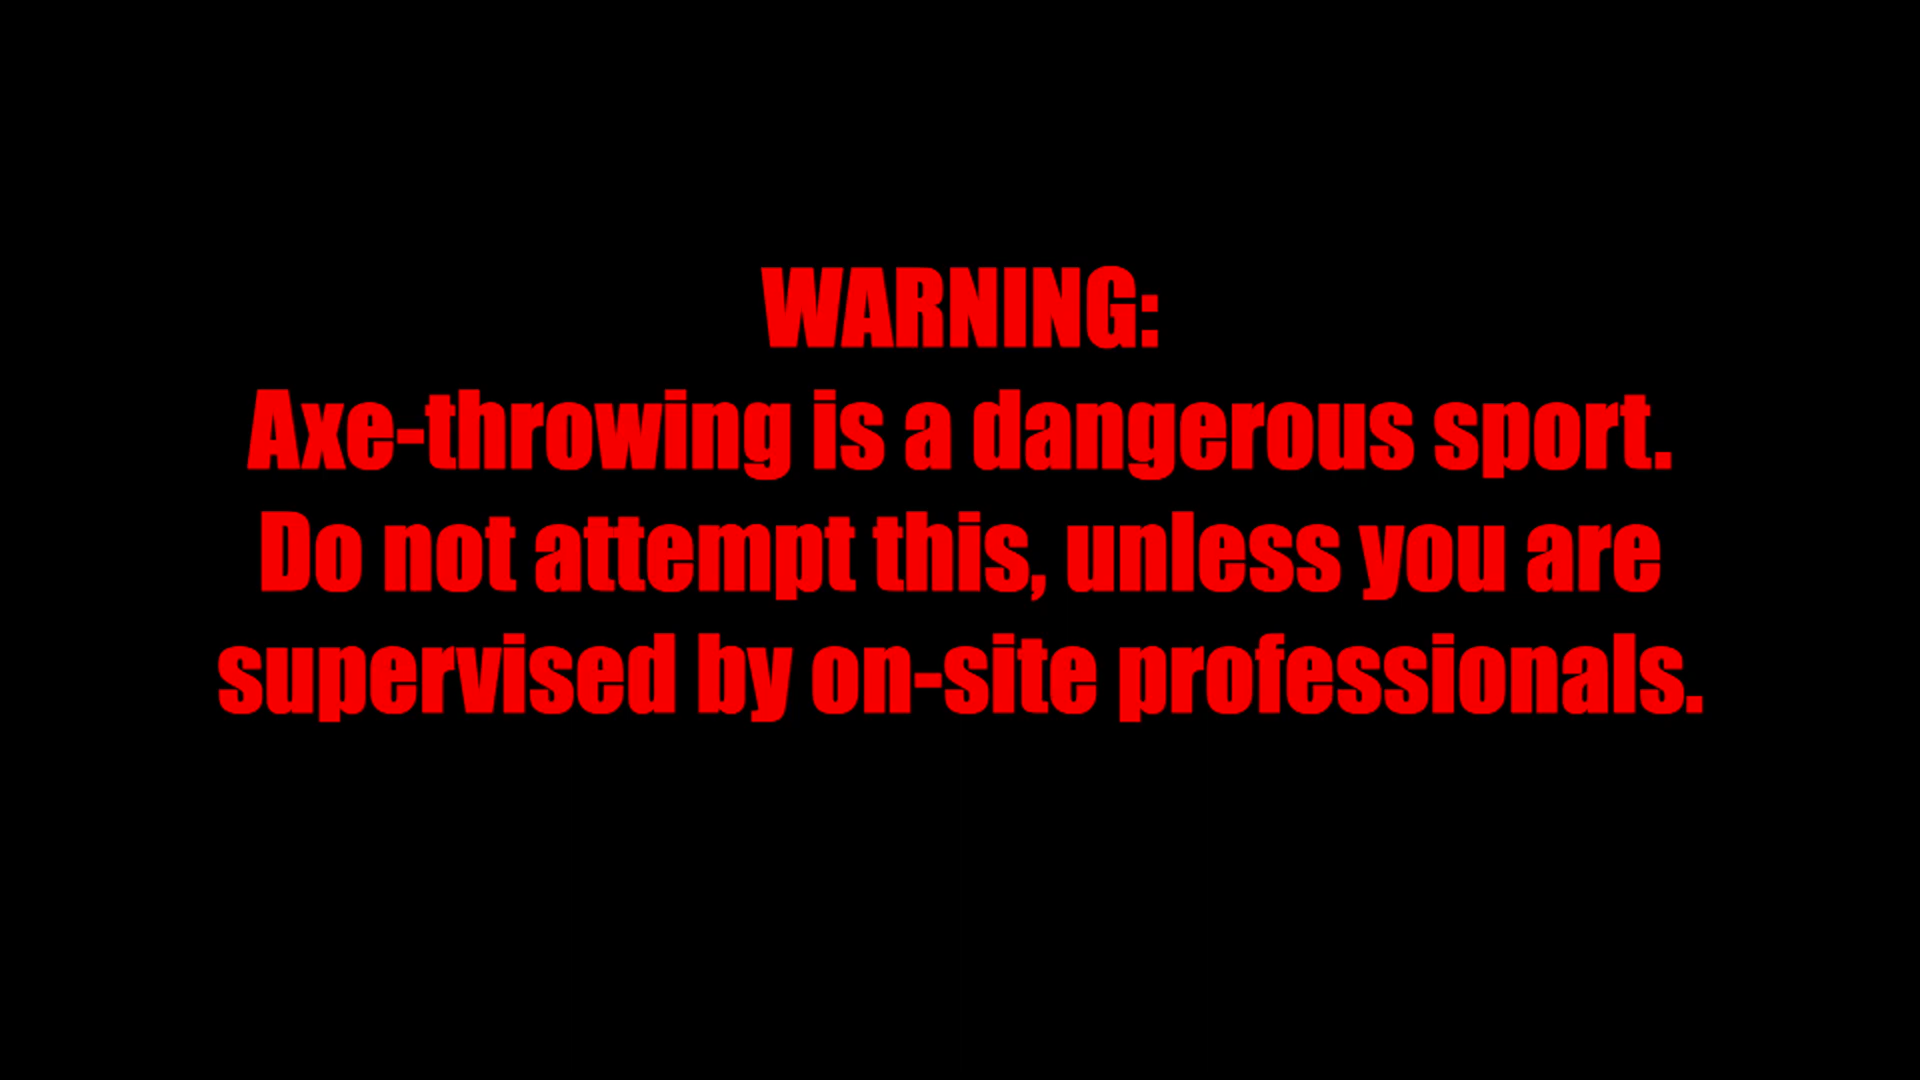 WARNING:
Axe-throwing is a dangerous sport.
Do not attempt this, unless you are
supervised by on-site professionals.